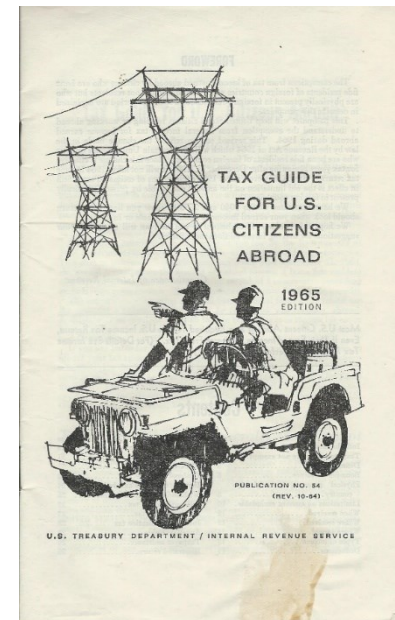 TAX GUIDE
FOR U.S.
CITIZENS
ABROAD
1965
EDITION
PUBLICATION NO. 54
(REV. 10-64)
U.S. TREASURY DEPARTMENT / INTERNAL REVENUE SERVICE